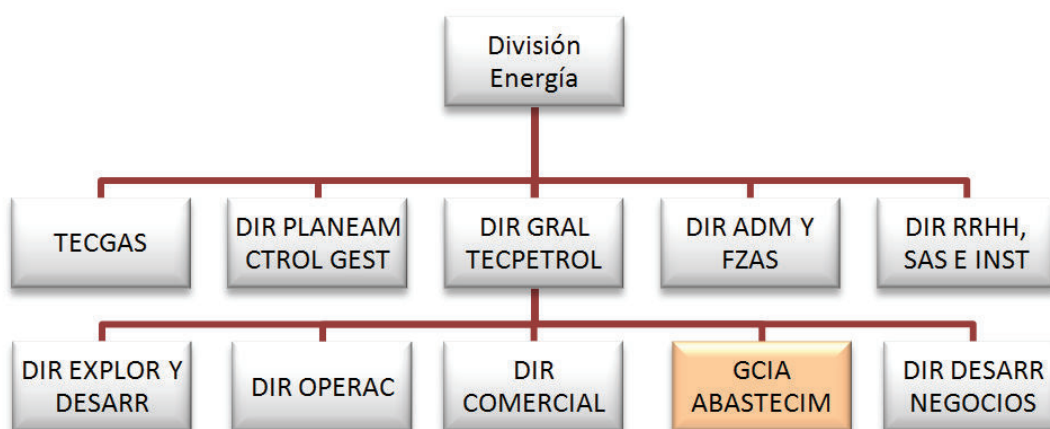 División
Energía
TECGAS
DIR PLANEAM
CTROL GEST
DIR GRAL
TECPETROL
DIR ADM Y
FZAS
DIR RRHH,
SAS E INST
DIR EXPLOR Y
DESARR
DIR OPERAC
DIR
COMERCIAL
GCIA
ABASTECIM
DIR DESARR
NEGOCIOS